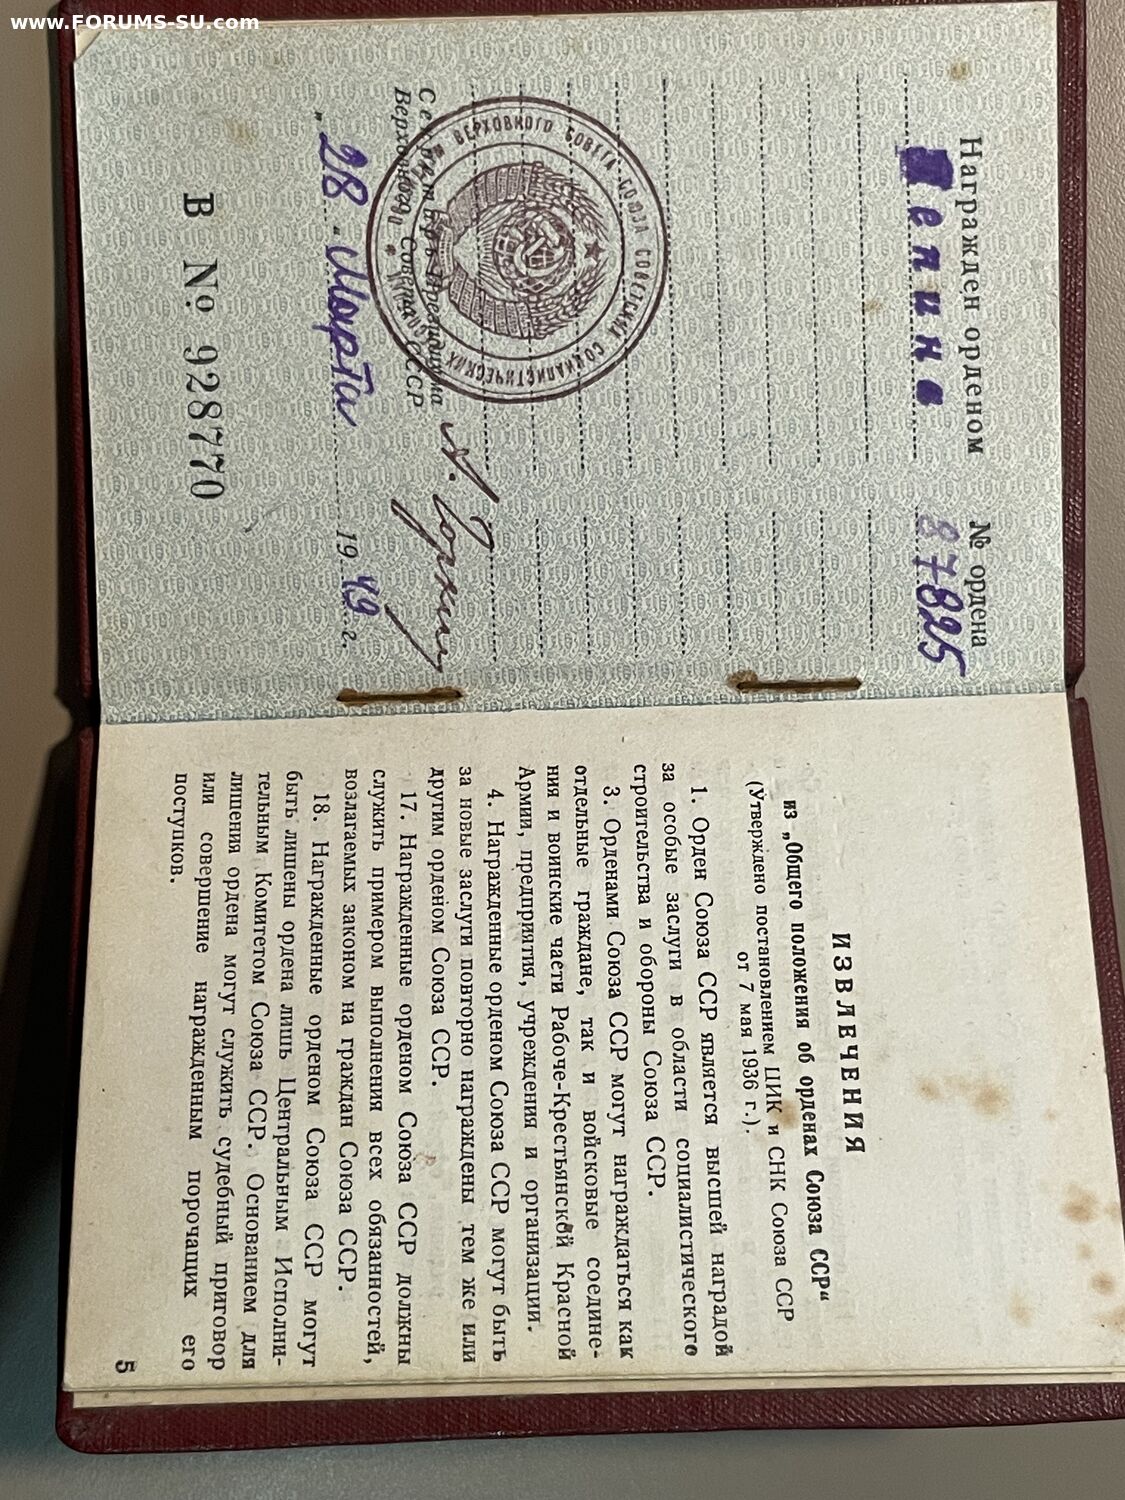 www.FORUMS-SU.com
Награжден орденом № ордена
Ленина 87825
Секретарь Президиума
Верховного Совета СССР
А. Горкин
„28“ Марта 1949 г.
В № 928770
ВЕРХОВНОГО СОВЕТА СОЮЗА СОВЕТСКИХ СОЦИАЛИСТИЧЕСКИХ
ИЗВЛЕЧЕНИЯ
из „Общего положения об орденах Союза ССР“
(Утверждено постановлением ЦИК и СНК Союза ССР
от 7 мая 1936 г.).
1. Орден Союза ССР является высшей наградой
за особые заслуги в области социалистического
строительства и обороны Союза ССР.
3. Орденами Союза ССР могут награждаться как
отдельные граждане, так и войсковые соедине-
ния и воинские части Рабоче-Крестьянской Красной
Армии, предприятия, учреждения и организации.
4. Награжденные орденом Союза ССР могут быть
за новые заслуги повторно награждены тем же или
другим орденом Союза ССР.
17. Награжденные орденом Союза ССР должны
служить примером выполнения всех обязанностей,
возлагаемых законом на граждан Союза ССР.
18. Награжденные орденом Союза ССР могут
быть лишены ордена лишь Центральным Исполни-
тельным Комитетом Союза ССР. Основанием для
лишения ордена могут служить судебный приговор
или совершение награжденным порочащих его
поступков.
5